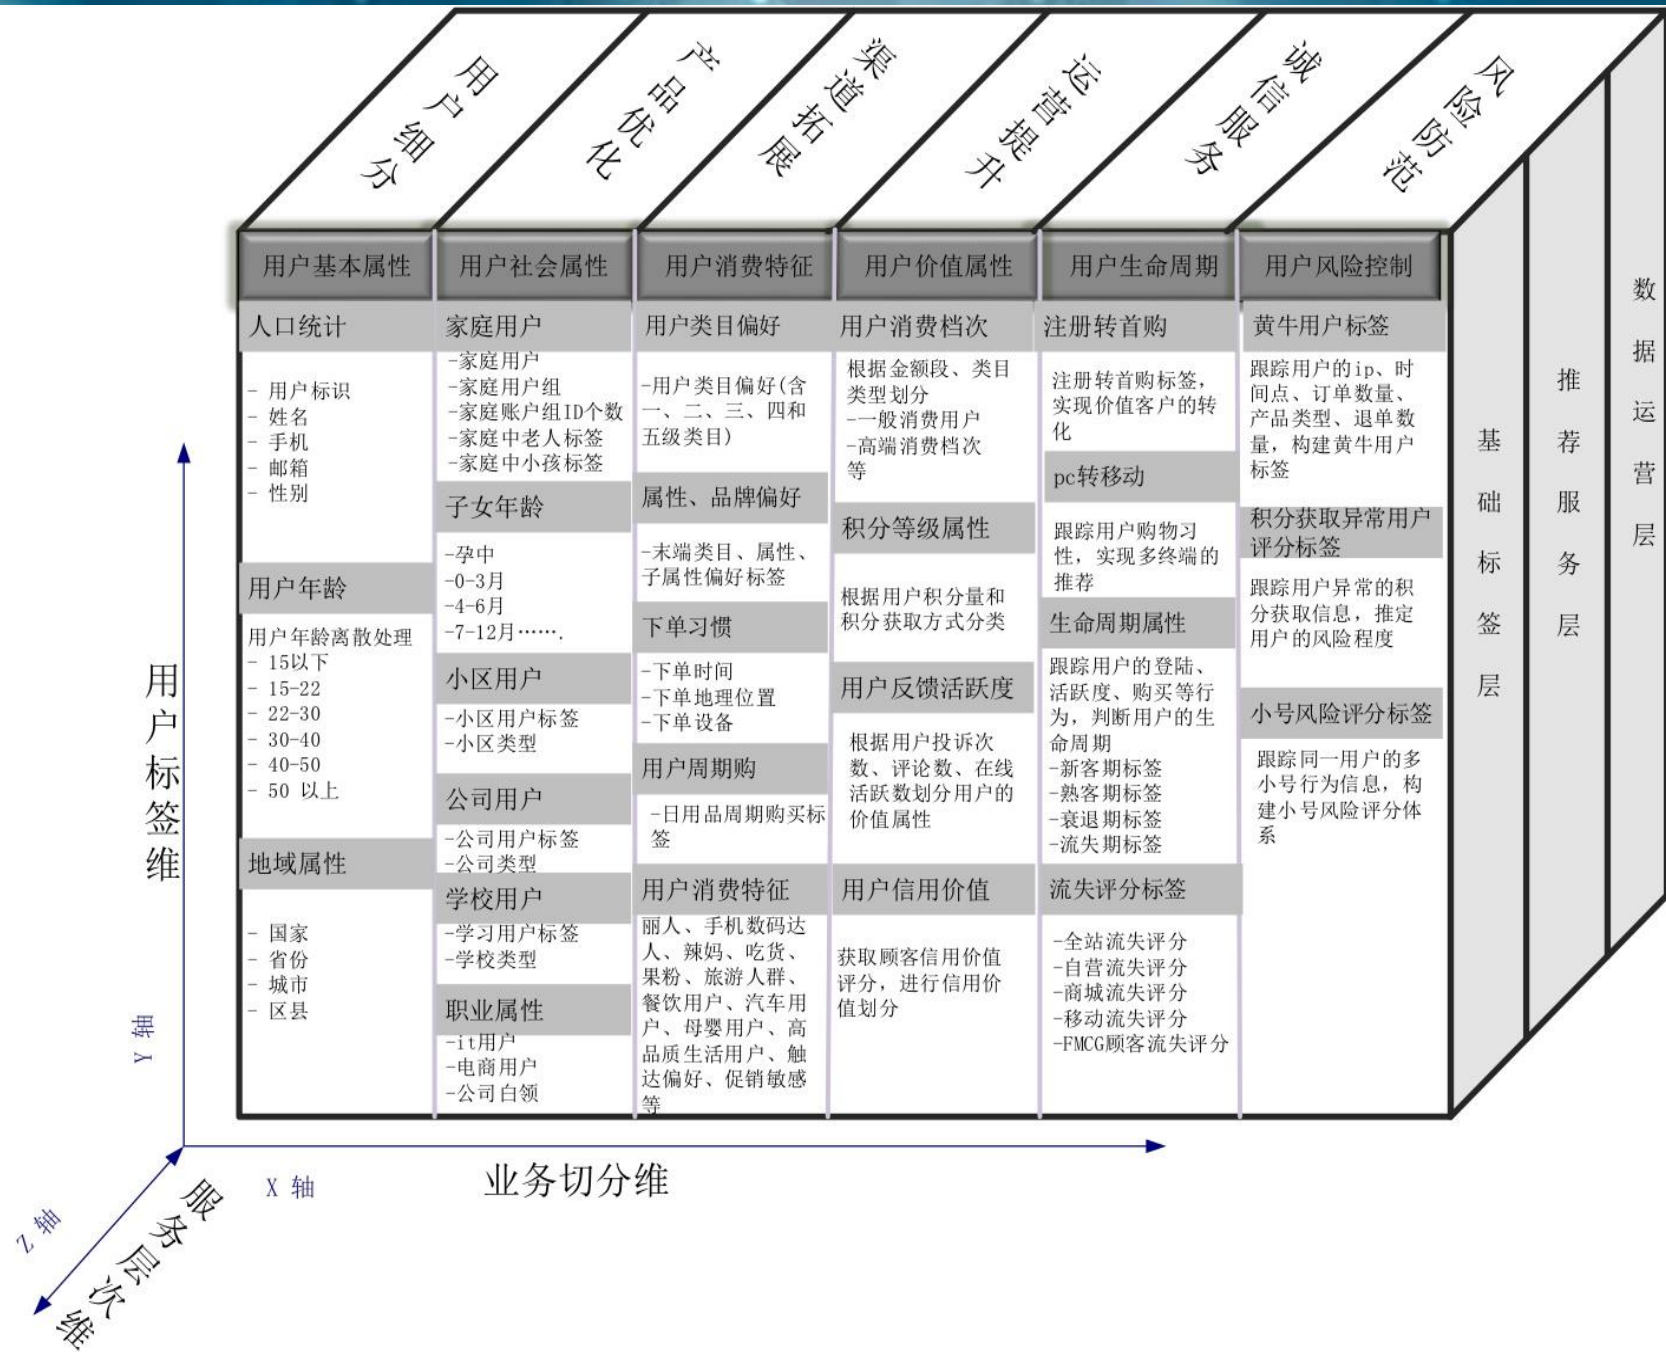 用户细分
产品优化
渠道拓展
运营提升
诚信服务
风险防范
用户基本属性
人口统计
- 用户标识
- 姓名
- 手机
- 邮箱
- 性别
用户年龄
用户年龄离散处理
- 15以下
- 15-22
- 22-30
- 30-40
- 40-50
- 50 以上
地域属性
- 国家
- 省份
- 城市
- 区县
用户社会属性
家庭用户
-家庭用户
-家庭用户组
-家庭账户组ID个数
-家庭中老人标签
-家庭中小孩标签
子女年龄
-孕中
-0-3月
-4-6月
-7-12月…….
小区用户
-小区用户标签
-小区类型
公司用户
-公司用户标签
-公司类型
学校用户
-学习用户标签
-学校类型
职业属性
-it用户
-电商用户
-公司白领
用户消费特征
用户类目偏好
-用户类目偏好(含
一、二、三、四和
五级类目)
属性、品牌偏好
-末端类目、属性、
子属性偏好标签
下单习惯
-下单时间
-下单地理位置
-下单设备
用户周期购
-日用品周期购买标
签
用户消费特征
丽人、手机数码达
人、辣妈、吃货、
果粉、旅游人群、
餐饮用户、汽车用
户、母婴用户、高
品质生活用户、触
达偏好、促销敏感
等
用户价值属性
用户消费档次
根据金额段、类目
类型划分
-一般消费用户
-高端消费档次
等
积分等级属性
根据用户积分量和
积分获取方式分类
用户反馈活跃度
根据用户投诉次
数、评论数、在线
活跃数划分用户的
价值属性
用户信用价值
获取顾客信用价值
评分，进行信用价
值划分
用户生命周期
注册转首购
注册转首购标签，
实现价值客户的转
化
pc转移动
跟踪用户购物习
性，实现多终端的
推荐
生命周期属性
跟踪用户的登陆、
活跃度、购买等行
为，判断用户的生
命周期
-新客期标签
-熟客期标签
-衰退期标签
-流失期标签
流失评分标签
-全站流失评分
-自营流失评分
-商城流失评分
-移动流失评分
-FMCG顾客流失评分
用户风险控制
黄牛用户标签
跟踪用户的ip、时
间点、订单数量、
产品类型、退单数
量，构建黄牛用户
标签
积分获取异常用户
评分标签
跟踪用户异常的积
分获取信息，推定
用户的风险程度
小号风险评分标签
跟踪同一用户的多
小号行为信息，构
建小号风险评分体
系
基础标签层
推荐服务层
数据运营层
用户标签维
Y 轴
X 轴
业务切分维
Z 轴
服务层次维